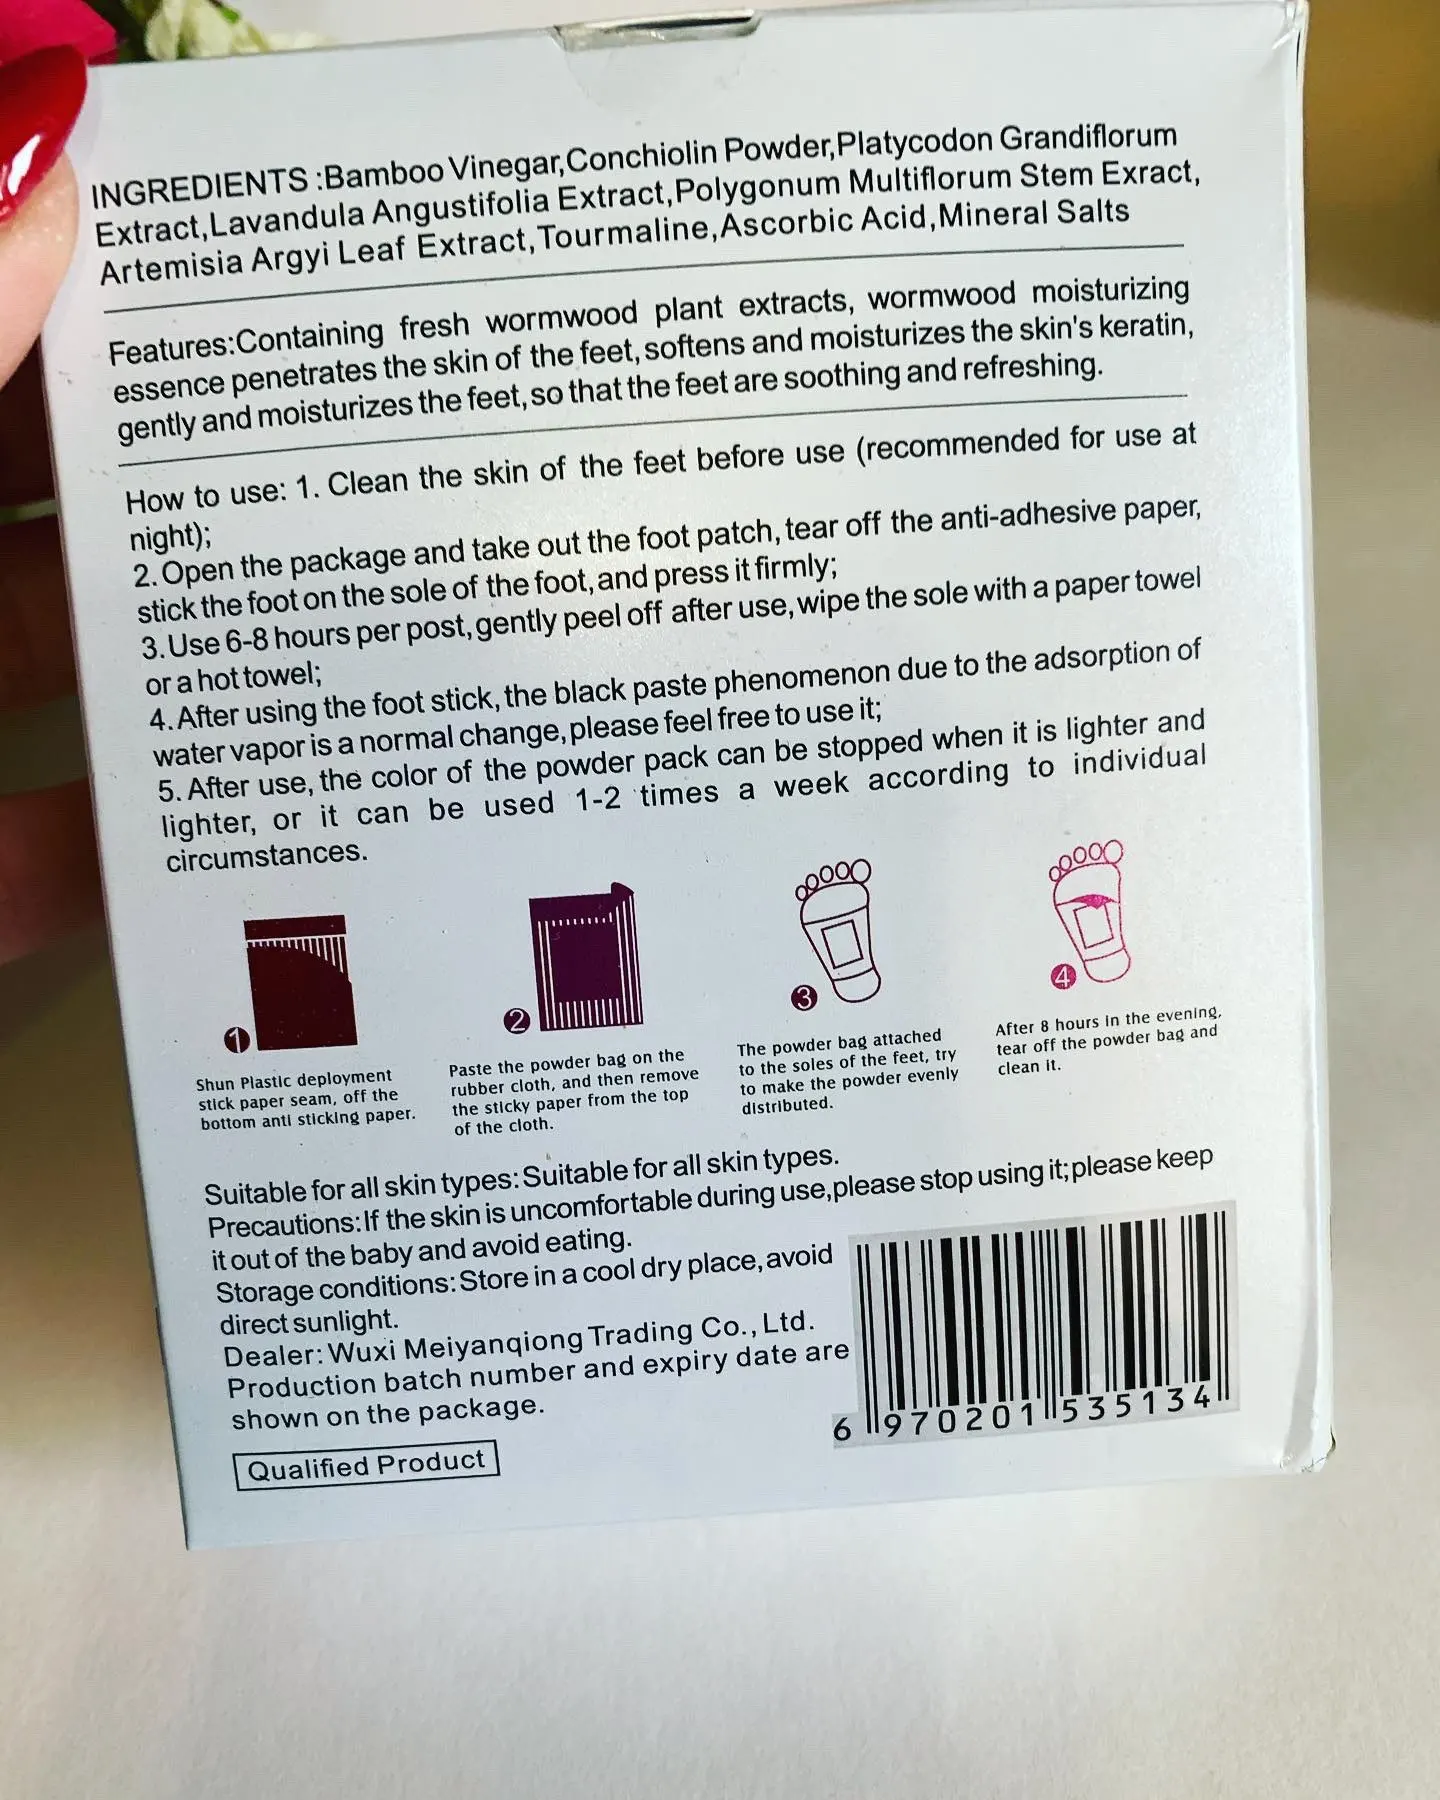 INGREDIENTS :Bamboo Vinegar,Conchiolin Powder,Platycodon Grandiflorum
Extract,Lavandula Angustifolia Extract,Polygonum Multiflorum Stem Exract,
Artemisia Argyi Leaf Extract,Tourmaline,Ascorbic Acid,Mineral Salts
Features:Containing fresh wormwood plant extracts, wormwood moisturizing
essence penetrates the skin of the feet, softens and moisturizes the skin's keratin,
gently and moisturizes the feet, so that the feet are soothing and refreshing.
How to use: 1. Clean the skin of the feet before use (recommended for use at
night);
2. Open the package and take out the foot patch, tear off the anti-adhesive paper,
stick the foot on the sole of the foot, and press it firmly;
3.Use 6-8 hours per post, gently peel off after use, wipe the sole with a paper towel
or a hot towel;
4. After using the foot stick, the black paste phenomenon due to the adsorption of
water vapor is a normal change, please feel free to use it;
5. After use, the color of the powder pack can be stopped when it is lighter and
lighter, or it can be used 1-2 times a week according to individual
circumstances.
1
2
3
4
Shun Plastic deployment
stick paper seam, off the
bottom anti sticking paper.
Paste the powder bag on the
rubber cloth, and then remove
the sticky paper from the top
of the cloth.
The powder bag attached
to the soles of the feet, try
to make the powder evenly
distributed.
After 8 hours in the evening,
tear off the powder bag and
clean it.
Suitable for all skin types: Suitable for all skin types.
Precautions: If the skin is uncomfortable during use, please stop using it; please keep
it out of the baby and avoid eating.
Storage conditions: Store in a cool dry place, avoid
direct sunlight.
Dealer: Wuxi Meiyanqiong Trading Co., Ltd.
Production batch number and expiry date are
shown on the package.
6 970201 535134
Qualified Product